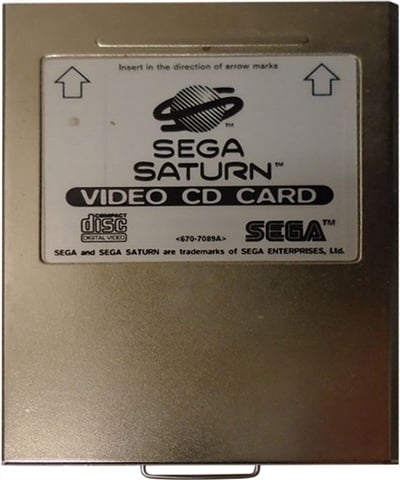 Insert in the direction of arrow marks
TM
SEGA
SATURN™
VIDEO CD CARD
COMPACT
disc
DIGITAL VIDEO
<670-7089A>
SEGA™
SEGA and SEGA SATURN are trademarks of SEGA ENTERPRISES, Ltd.